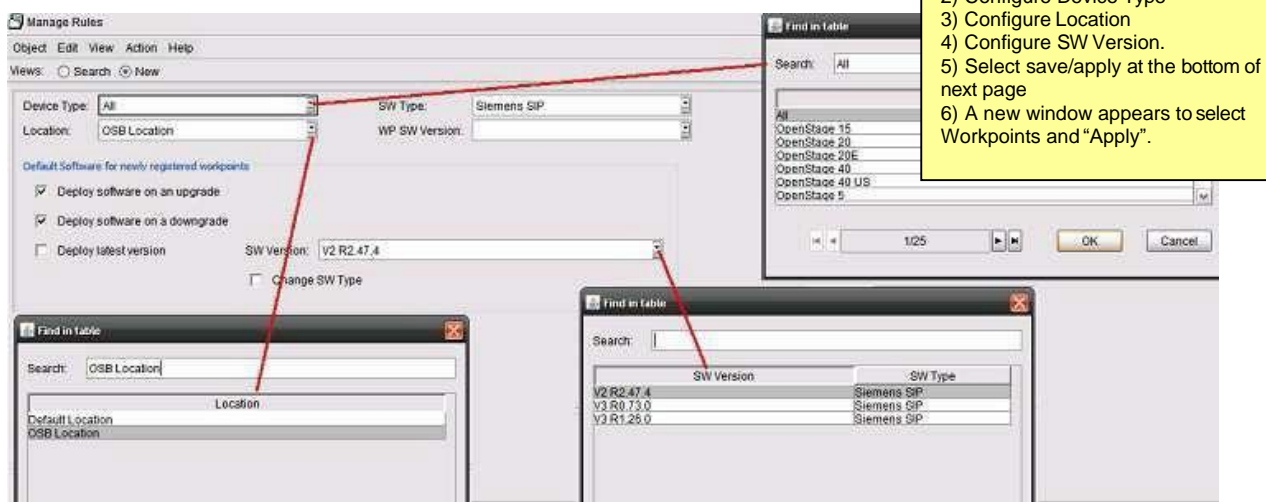 Manage Rules
Object Edit View Action Help
Views: Search New
Device Type: All SW Type: Siemens SIP
Location: OSB Location WP SW Version:
Default Software for newly registered workpoints
Deploy software on an upgrade
Deploy software on a downgrade
Deploy latest version SW Version: V2 R2.47.4
Change SW Type
Find in table
Search: All
All
OpenStage 15
OpenStage 20
OpenStage 20E
OpenStage 40
OpenStage 40 US
OpenStage 5
1/25 OK Cancel
2) Configure Device Type
3) Configure Location
4) Configure SW Version.
5) Select save/apply at the bottom of
next page
6) A new window appears to select
Workpoints and “Apply”.
Find in table
Search: OSB Location
Location
Default Location
OSB Location
Find in table
Search:
SW Version SW Type
V2 R2.47.4 Siemens SIP
V3 R0.73.0 Siemens SIP
V3 R1.26.0 Siemens SIP